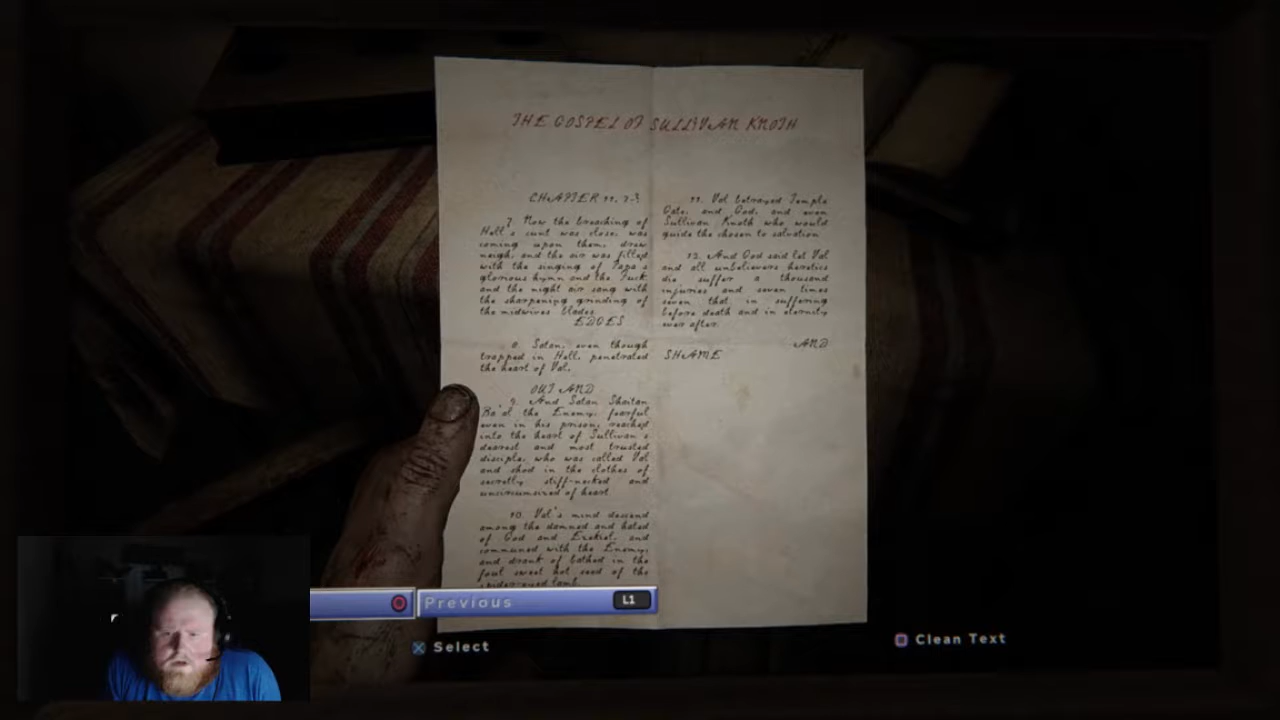 THE GOSPEL OF SULLIVAN KNOTH
CHAPTER
7. Now the breaching of
Hell's cunt was close, was
coming upon them, drew
neigh, and the air was filled
with the singing of Papa's
glorious hymn and the
and the night air sang with
the sharpening grinding of
the midwives blades.
EDOES
8. Satan, even though
trapped in Hell, penetrated
the heart of Val.
OUT AND
9. And Satan Shaitan
Ba'al the Enemy, fearful
even in his prison, reached
into the heart of Sullivan's
dearest and most trusted
disciple, who was called Val
and shod in the clothes of
secretly stiff-necked and
uncircumsized of heart
10. Val's mind descend
among the damned and hated
of God and Ezekiel, and
communed with the Enemy,
and drank of bathed in the
foul sweet hot seed of the
spider-eyed lamb.
11. Val betrayed Temple
Gate, and God, and even
Sullivan Knoth who would
guide the chosen to salvation
12. And God said let Val
and all unbelievers heretics
die suffer a thousand
injuries and seven times
seven that in suffering
before death and in eternity
ever after.
AND
SHAME
Previous L1
Select
Clean Text